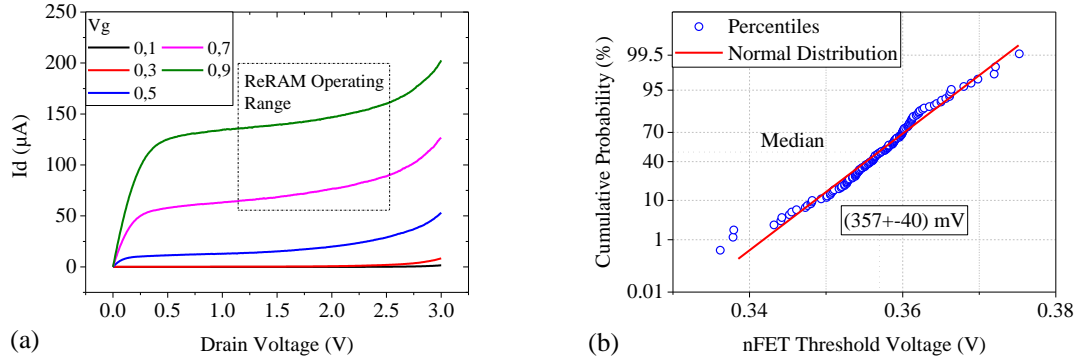 Vg
0,1
0,7
0,3
0,9
0,5
ReRAM Operating
Range
250
200
150
100
50
0
0.0 0.5 1.0 1.5 2.0 2.5 3.0
Id (µA)
Drain Voltage (V)
(a)
Percentiles
Normal Distribution
Median
(357+-40) mV
99.5
95
70
40
10
1
0.01
0.34 0.36 0.38
Cumulative Probability (%)
nFET Threshold Voltage (V)
(b)